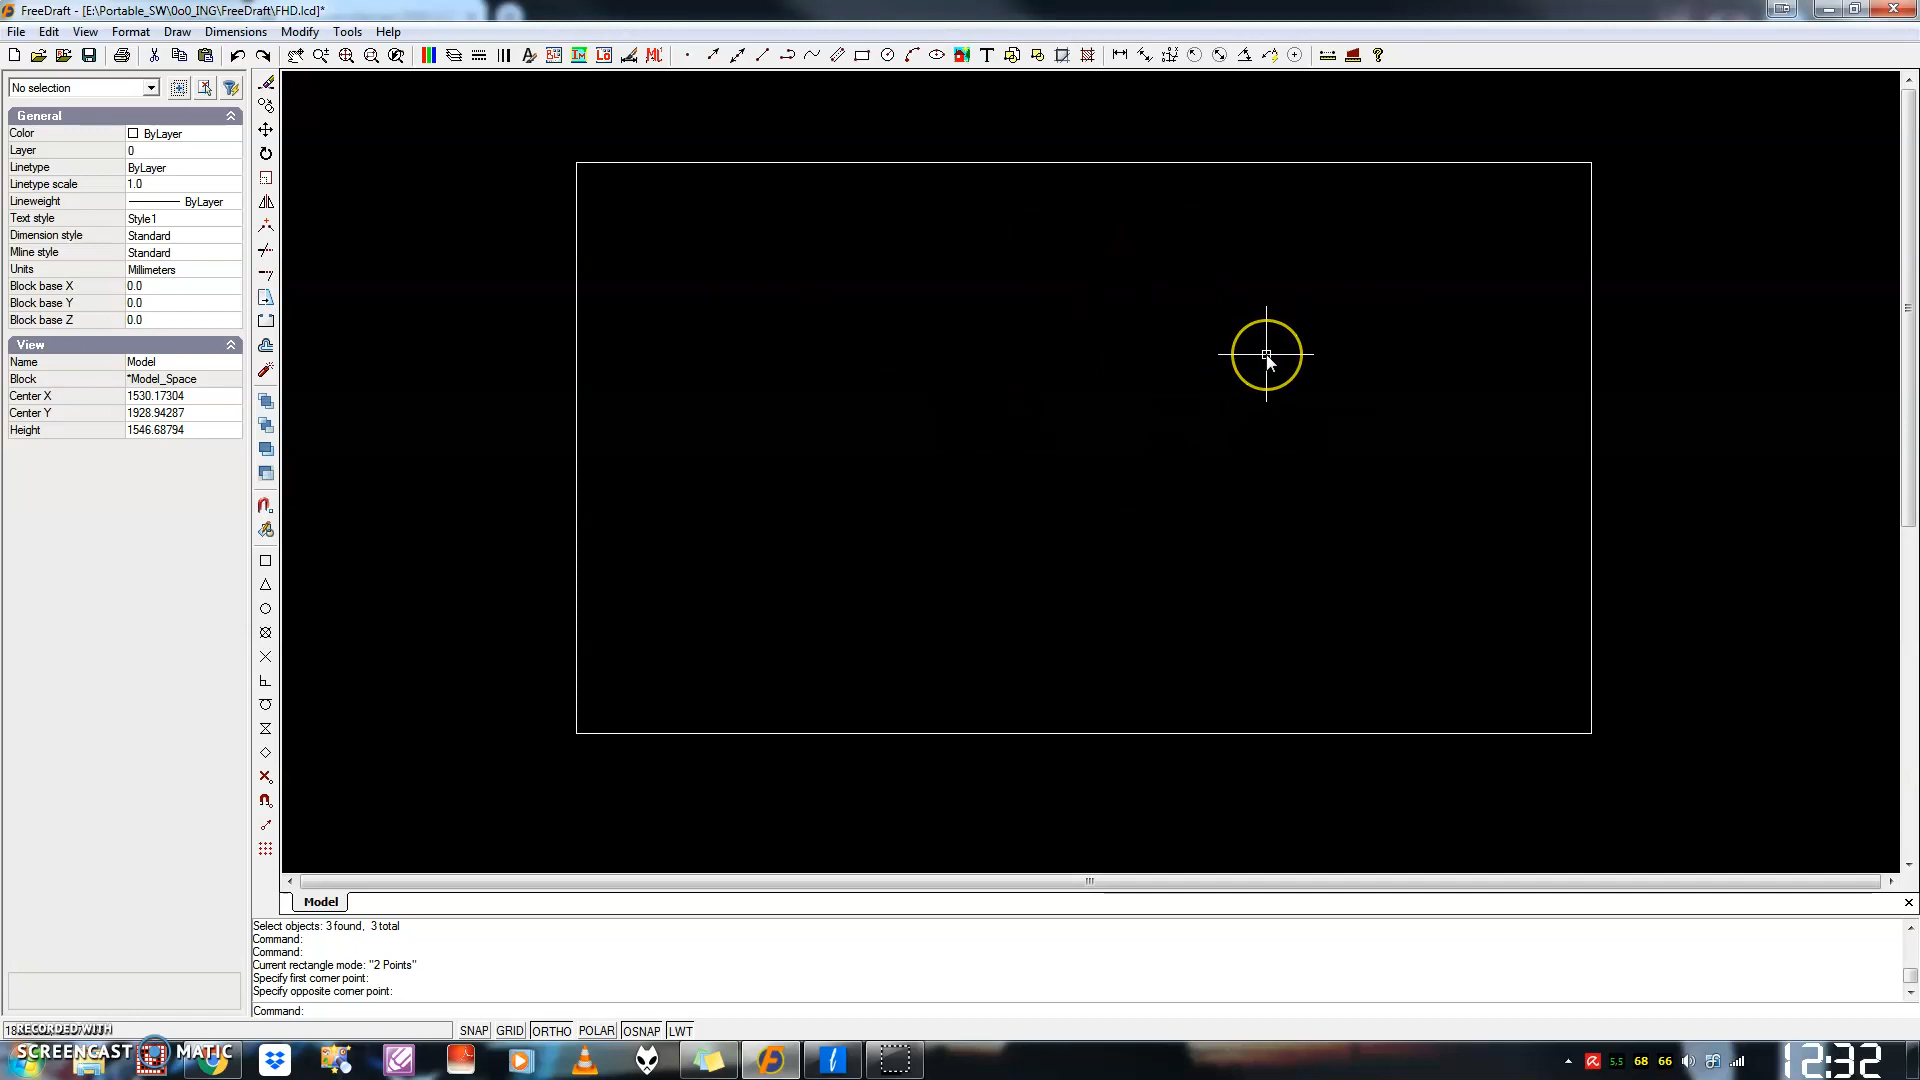 FreeDraft - [E:\Portable_SW\0o0_ING\FreeDraft\FHD.lcd]*
File Edit View Format Draw Dimensions Modify Tools Help
No selection
General
Color ByLayer
Layer 0
Linetype ByLayer
Linetype scale 1.0
Lineweight ByLayer
Text style Style1
Dimension style Standard
Mline style Standard
Units Millimeters
Block base X 0.0
Block base Y 0.0
Block base Z 0.0
View
Name Model
Block *Model_Space
Center X 1530.17304
Center Y 1928.94287
Height 1546.68794
Model
Select objects: 3 found, 3 total
Command:
Command:
Current rectangle mode: "2 Points"
Specify first corner point:
Specify opposite corner point:
Command:
SNAP GRID ORTHO POLAR OSNAP LWT
RECORDED WITH
SCREENCAST MATIC
5,5 68 66 12:32